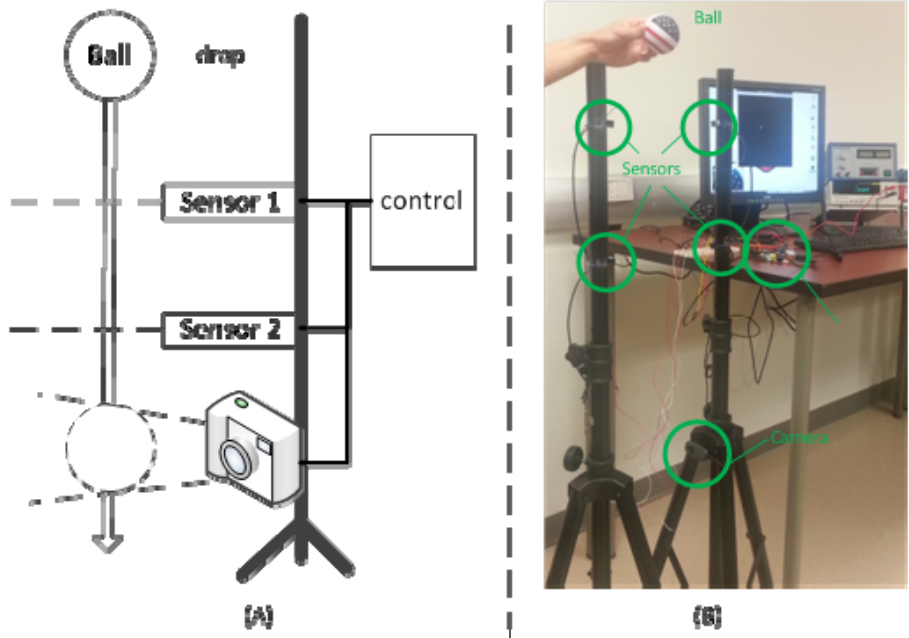 Ball
drop
Sensor 1
control
Sensor 2
(A)
Ball
Sensors
Camera
(B)